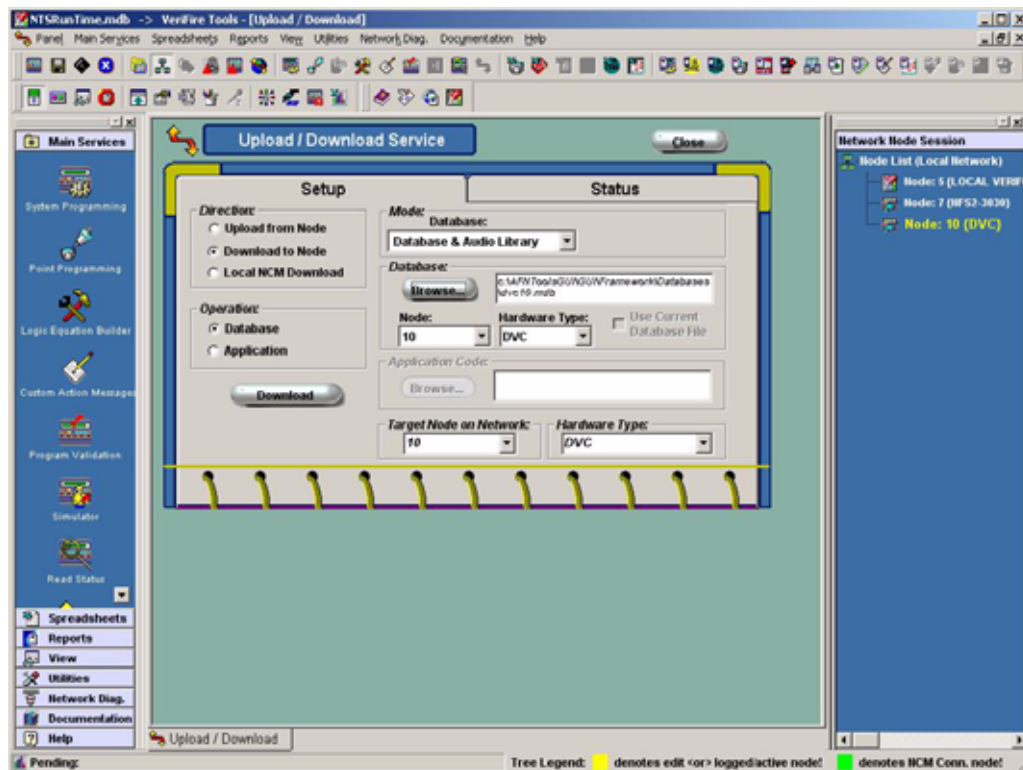 NTSRunTime.mdb -> VeriFire Tools - [Upload / Download]
Panel Main Services Spreadsheets Reports View Utilities Network Diag. Documentation Help
Main Services
System Programming
Point Programming
Logic Equation Builder
Custom Action Messages
Program Validation
Simulator
Read Status
Spreadsheets
Reports
View
Utilities
Network Diag.
Documentation
Help
Upload / Download Service
Close
Setup
Status
Direction:
Upload from Node
Download to Node
Local NCM Download
Operation:
Database
Application
Download
Mode:
Database:
Database & Audio Library
Database:
Browse...
Node:
10
Hardware Type:
DVC
Use Current
Database File
Application Code:
Browse...
Target Node on Network:
10
Hardware Type:
DVC
Network Node Session
Node List (Local Network)
Node: 5 (LOCAL VERIF
Node: 7 (NFS2-3030)
Node: 10 (DVC)
Upload / Download
Pending:
Tree Legend: denotes edit <or> logged/active node! denotes NCM Conn. node!